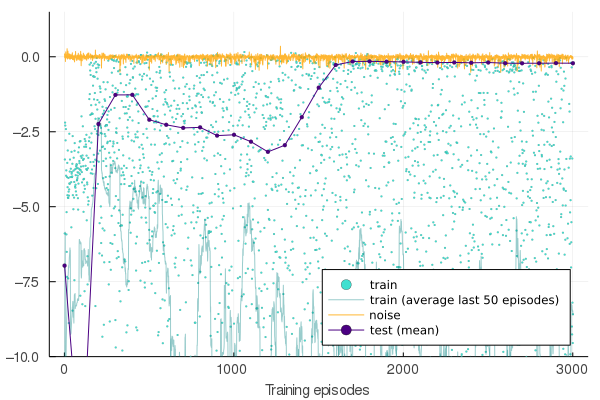 0.0
−2.5
−5.0
−7.5
−10.0
train
train (average last 50 episodes)
noise
test (mean)
0 1000 2000 3000
Training episodes